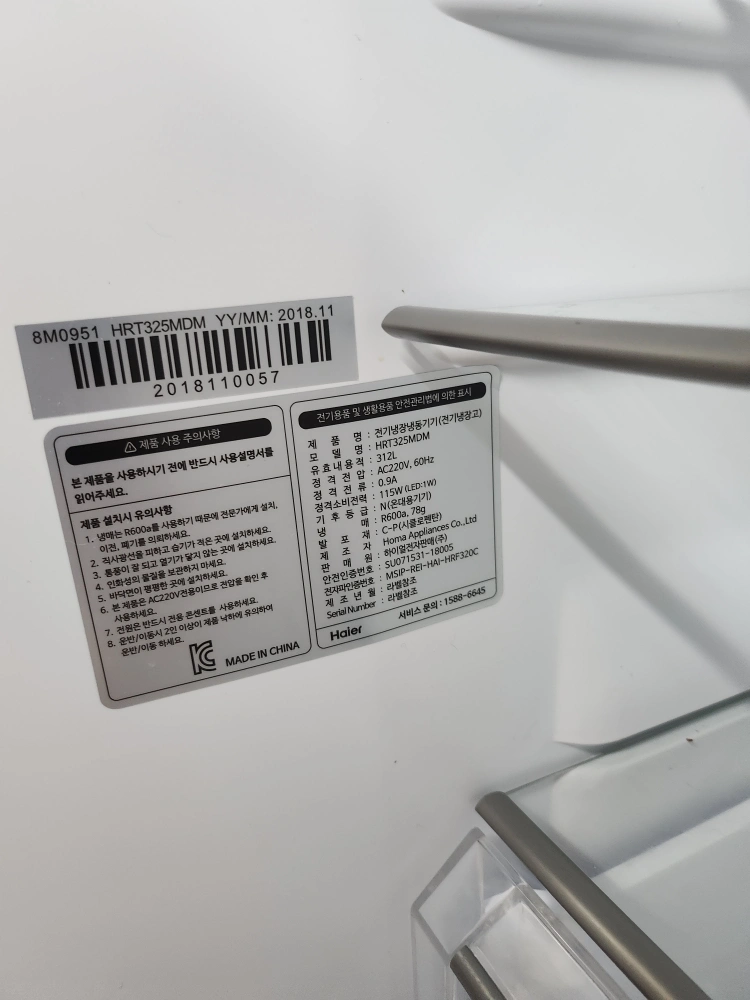 8M0951 HRT325MDM YY/MM: 2018.11
2018110057
⚠ 제품 사용 주의사항
본 제품을 사용하시기 전에 반드시 사용설명서를
읽어주세요.
제품 설치시 유의사항
1. 냉매는 R600a를 사용하기 때문에 전문가에게 설치,
이전, 폐기를 의뢰하세요.
2. 직사광선을 피하고 습기가 적은 곳에 설치하세요.
3. 통풍이 잘 되고 열기가 닿지 않는 곳에 설치하세요.
4. 인화성의 물질을 보관하지 마세요.
5. 바닥면이 평평한 곳에 설치하세요.
6. 본 제품은 AC220V전용이므로 전압을 확인 후
사용하세요.
7. 전원은 반드시 전용 콘센트를 사용하세요.
8. 운반/이동시 2인 이상이 제품 낙하에 유의하여
운반/이동 하세요.
MADE IN CHINA
전기용품 및 생활용품 안전관리법에 의한 표시
제 품 명 : 전기냉장냉동기기(전기냉장고)
모 델 명 : HRT325MDM
유효내용적 : 312L
정 격 전 압 : AC220V, 60Hz
정 격 전 류 : 0.9A
정격소비전력 : 115W (LED:1W)
기 후 등 급 : N(온대용기기)
냉 매 : R600a, 78g
발 포 재 : C-P(시클로펜탄)
제 조 자 : Homa Appliances Co.,Ltd
판 매 원 : 하이얼전자판매(주)
안전인증번호 : SU071531-18005
전자파인증번호 : MSIP-REI-HAI-HRF320C
제 조 년 월 : 라벨참조
Serial Number : 라벨참조
서비스 문의 : 1588-6645
Haier